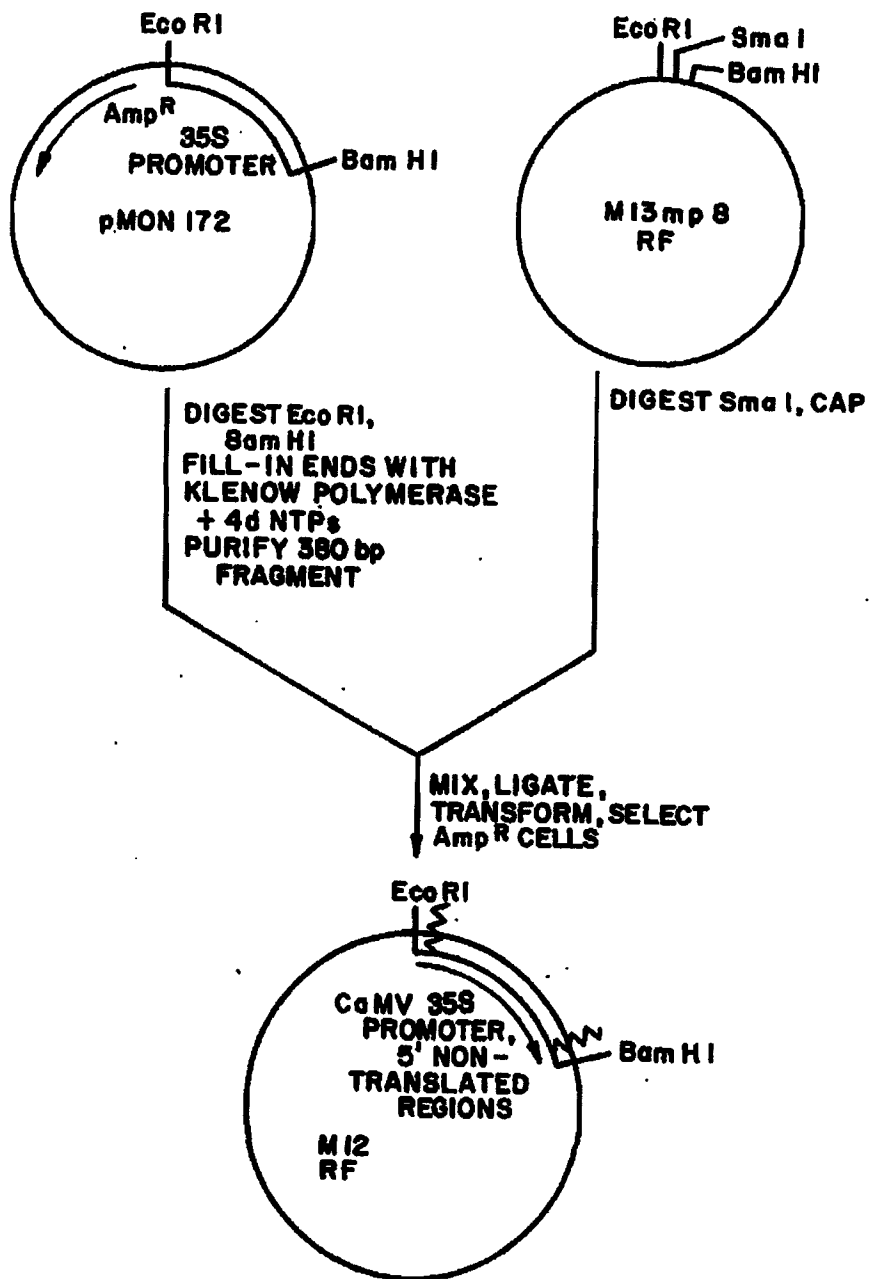 Eco RI
Amp R
35S
PROMOTER
Bam HI
pMON 172
Eco RI
Sma I
Bam HI
M13mp 8
RF
DIGEST Eco RI,
Bam HI
FILL-IN ENDS WITH
KLENOW POLYMERASE
+ 4d NTPs
PURIFY 380 bp
FRAGMENT
DIGEST Sma I, CAP
MIX, LIGATE,
TRANSFORM, SELECT
Amp R CELLS
Eco RI
CaMV 35S
PROMOTER,
5' NON-
TRANSLATED
REGIONS
Bam HI
M12
RF